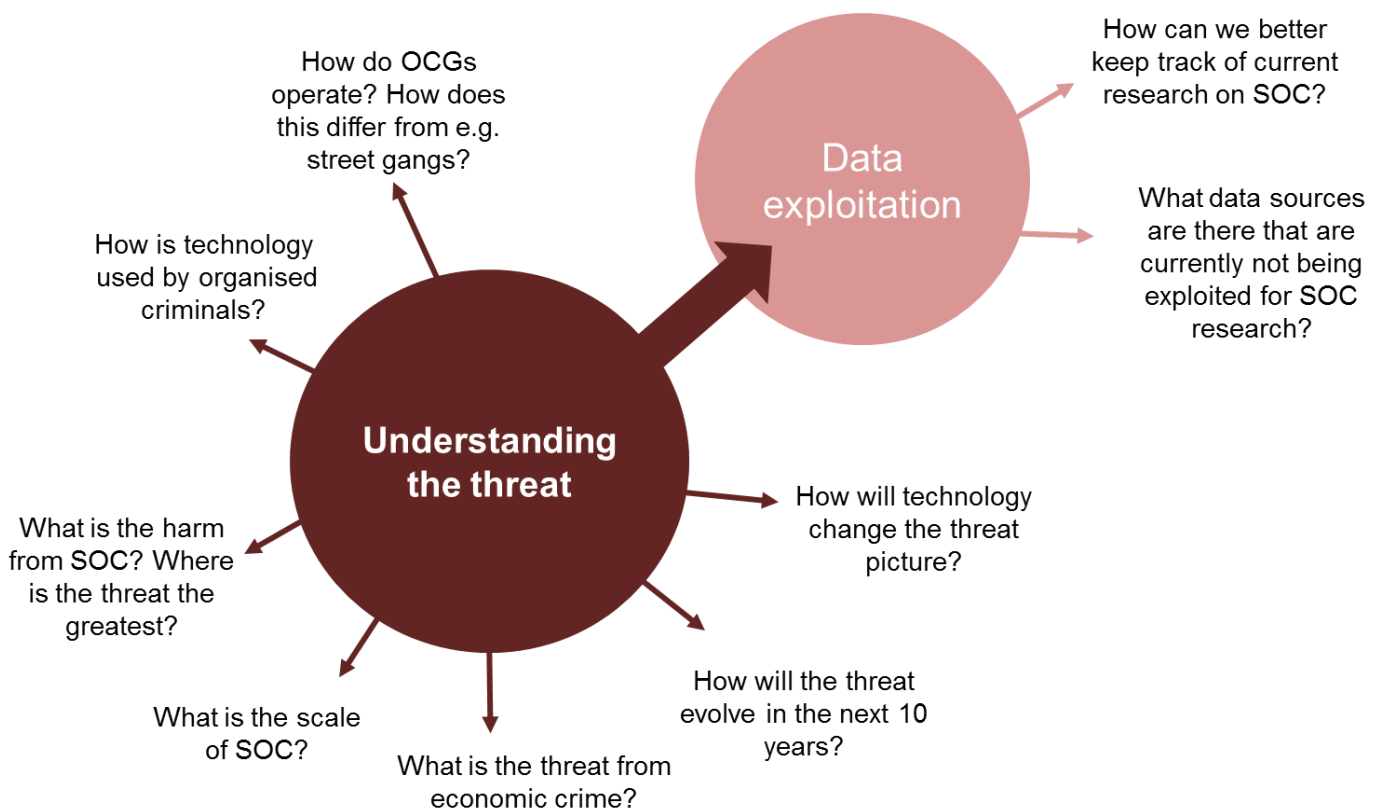 How do OCGs
operate? How does
this differ from e.g.
street gangs?
How is technology
used by organised
criminals?
What is the harm
from SOC? Where
is the threat the
greatest?
What is the scale
of SOC?
What is the threat from
economic crime?
How will the threat
evolve in the next 10
years?
How will technology
change the threat
picture?
Understanding
the threat
Data
exploitation
How can we better
keep track of current
research on SOC?
What data sources
are there that are
currently not being
exploited for SOC
research?